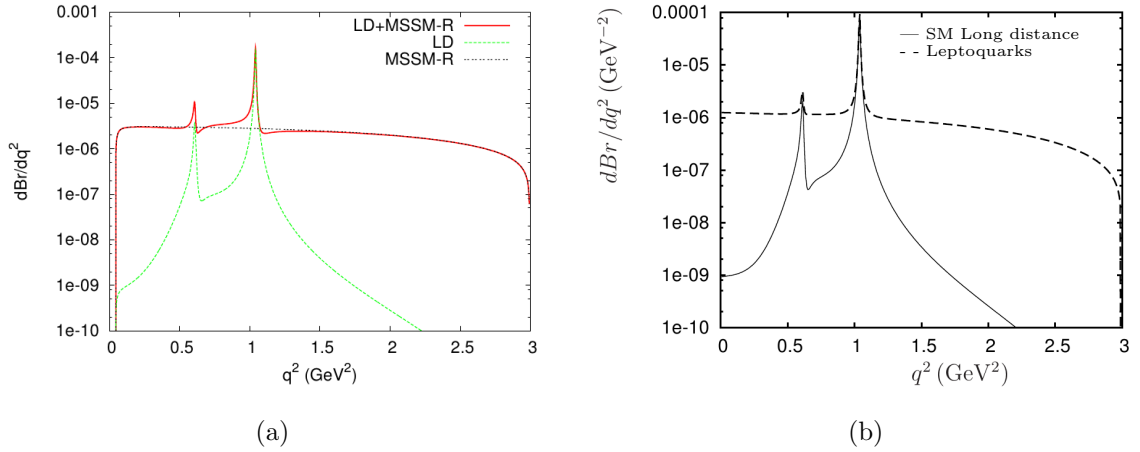 LD+MSSM-R
LD
MSSM-R
1e-04
1e-05
1e-06
1e-07
1e-08
1e-09
1e-10
dBr/dq²
0 0.5 1 1.5 2 2.5 3
q² (GeV²)
(a)
SM Long distance
Leptoquarks
0.0001
1e-05
1e-06
1e-07
1e-08
1e-09
1e-10
dBr/dq² (GeV⁻²)
0 0.5 1 1.5 2 2.5 3
q² (GeV²)
(b)